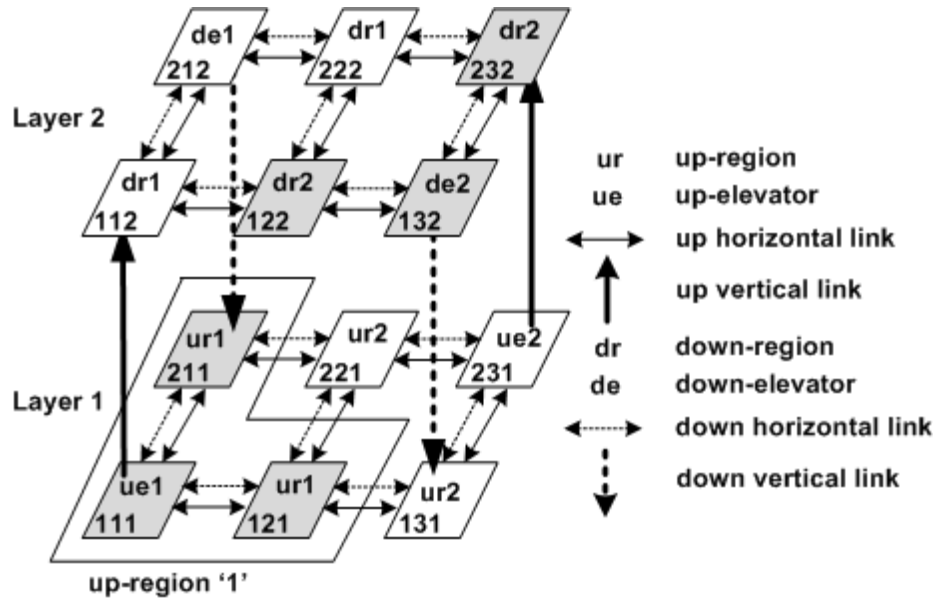 de1
212
dr1
222
dr2
232
Layer 2
dr1
112
dr2
122
de2
132
ur1
211
ur2
221
ue2
231
Layer 1
ue1
111
ur1
121
ur2
131
up-region ‘1’
ur up-region
ue up-elevator
up horizontal link
up vertical link
dr down-region
de down-elevator
down horizontal link
down vertical link